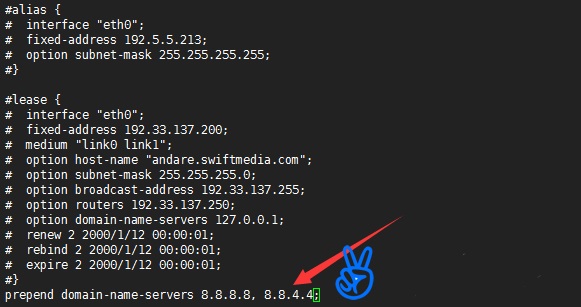 #alias {
#  interface "eth0";
#  fixed-address 192.5.5.213;
#  option subnet-mask 255.255.255.255;
#}
#lease {
#  interface "eth0";
#  fixed-address 192.33.137.200;
#  medium "link0 link1";
#  option host-name "andare.swiftmedia.com";
#  option subnet-mask 255.255.255.0;
#  option broadcast-address 192.33.137.255;
#  option routers 192.33.137.250;
#  option domain-name-servers 127.0.0.1;
#  renew 2 2000/1/12 00:00:01;
#  rebind 2 2000/1/12 00:00:01;
#  expire 2 2000/1/12 00:00:01;
#}
prepend domain-name-servers 8.8.8.8, 8.8.4.4;